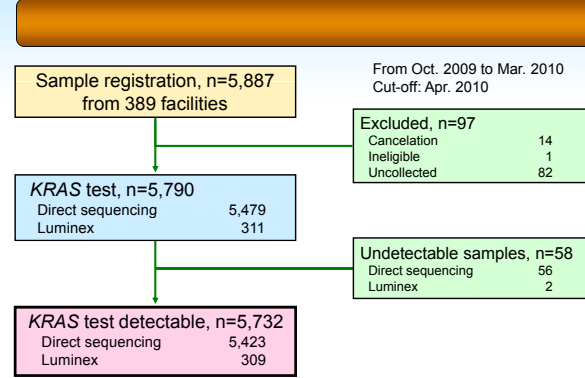 Sample registration, n=5,887
from 389 facilities
From Oct. 2009 to Mar. 2010
Cut-off: Apr. 2010
Excluded, n=97
Cancelation 14
Ineligible 1
Uncollected 82
KRAS test, n=5,790
Direct sequencing 5,479
Luminex 311
Undetectable samples, n=58
Direct sequencing 56
Luminex 2
KRAS test detectable, n=5,732
Direct sequencing 5,423
Luminex 309